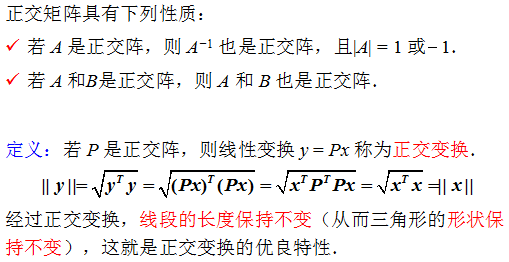 正交矩阵具有下列性质：
✓ 若 A 是正交阵，则 A⁻¹ 也是正交阵，且|A| = 1 或− 1．
✓ 若 A 和B是正交阵，则 A 和 B 也是正交阵．
定义：若 P 是正交阵，则线性变换 y = Px 称为正交变换．
|| y ||= √(yᵀ y) = √((Px)ᵀ (Px)) = √(xᵀ Pᵀ Px) = √(xᵀ x) =|| x ||
经过正交变换，线段的长度保持不变（从而三角形的形状保
持不变），这就是正交变换的优良特性．